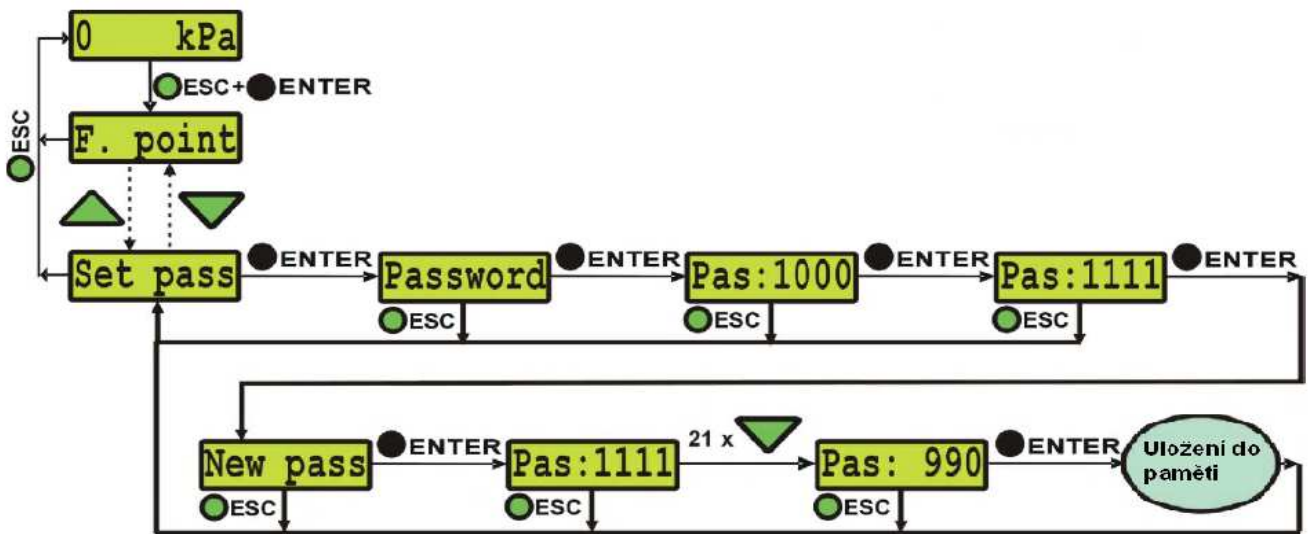 0 kPa
ESC+ENTER
ESC
F. point
Set pass
ENTER
Password
ENTER
Pas:1000
ENTER
Pas:1111
ENTER
ESC
ESC
ESC
New pass
ENTER
Pas:1111
21 x
Pas: 990
ENTER
Uložení do
paměti
ESC
ESC
ESC